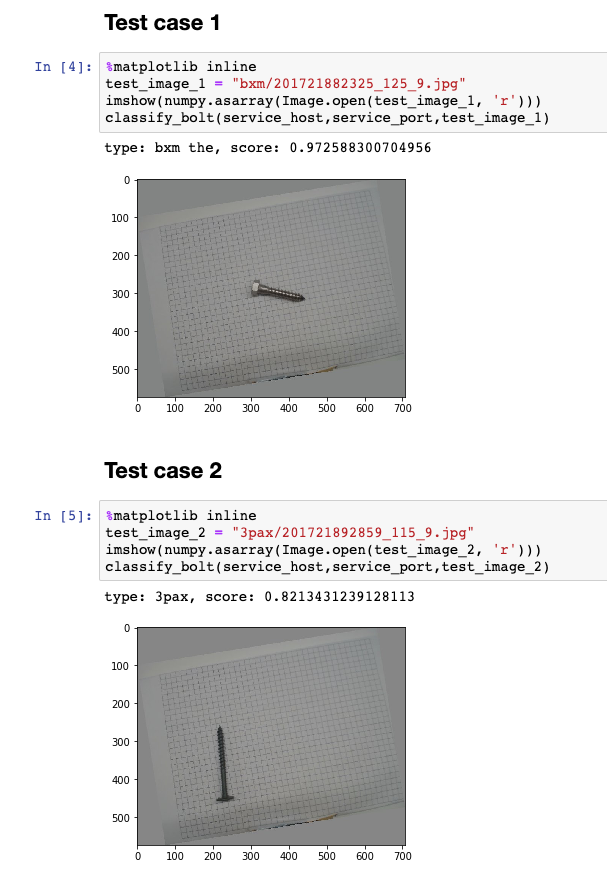 Test case 1
In [4]: %matplotlib inline
test_image_1 = "bxm/201721882325_125_9.jpg"
imshow(numpy.asarray(Image.open(test_image_1, 'r')))
classify_bolt(service_host,service_port,test_image_1)
type: bxm the, score: 0.972588300704956
0
100
200
300
400
500
0 100 200 300 400 500 600 700
Test case 2
In [5]: %matplotlib inline
test_image_2 = "3pax/201721892859_115_9.jpg"
imshow(numpy.asarray(Image.open(test_image_2, 'r')))
classify_bolt(service_host,service_port,test_image_2)
type: 3pax, score: 0.8213431239128113
0
100
200
300
400
500
0 100 200 300 400 500 600 700